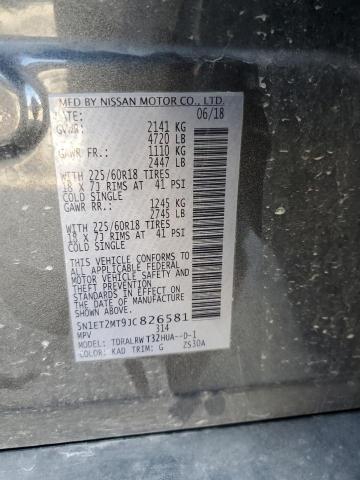 MFD BY NISSAN MOTOR CO., LTD.
DATE: 06/18
GVWR: 2141 KG
4720 LB
GAWR FR.: 1110 KG
2447 LB
WITH 225/60R18 TIRES
18 X 7J RIMS AT 41 PSI
COLD SINGLE
GAWR RR.: 1245 KG
2745 LB
WITH 225/60R18 TIRES
18 X 7J RIMS AT 41 PSI
COLD SINGLE
THIS VEHICLE CONFORMS
TO ALL APPLICABLE FEDERAL
MOTOR VEHICLE SAFETY AND
THEFT PREVENTION
STANDARDS IN EFFECT ON
THE DATE OF MANUFACTURE
SHOWN ABOVE.
5N1ET2MT9JC826581
MPV 314
MODEL: TDRALRWT32HUA--D-I
COLOR: KAD TRIM: G ZS30A